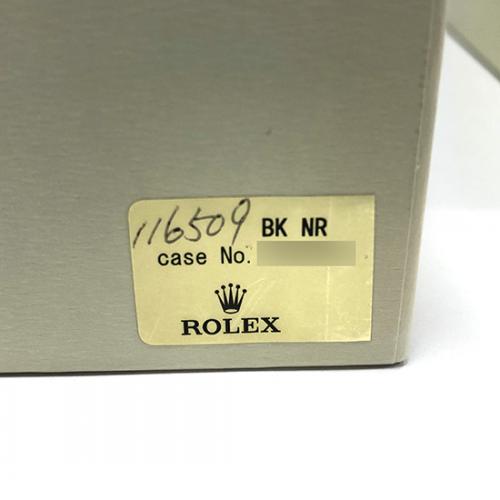 116509 BK NR
case No.
ROLEX